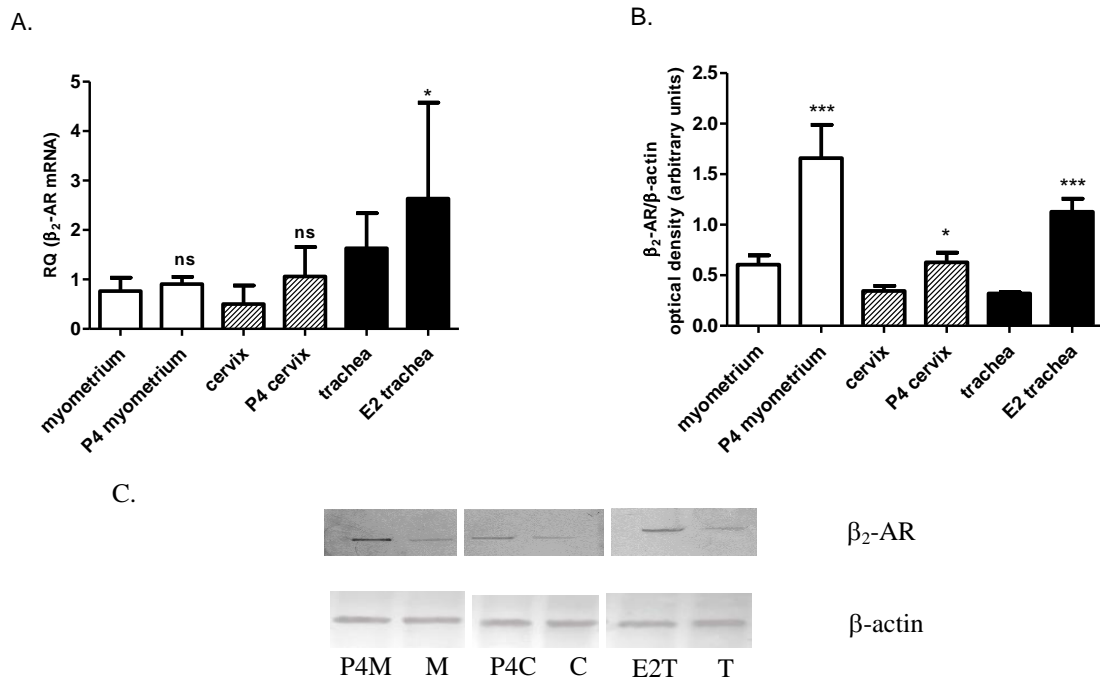 A.
RQ (β₂-AR mRNA)
5
4
3
2
1
0
ns
ns
*
myometrium
P4 myometrium
cervix
P4 cervix
trachea
E2 trachea
B.
β₂-AR/β-actin
optical density (arbitrary units)
2.5
2.0
1.5
1.0
0.5
0.0
***
*
***
myometrium
P4 myometrium
cervix
P4 cervix
trachea
E2 trachea
C.
β₂-AR
β-actin
P4M M P4C C E2T T